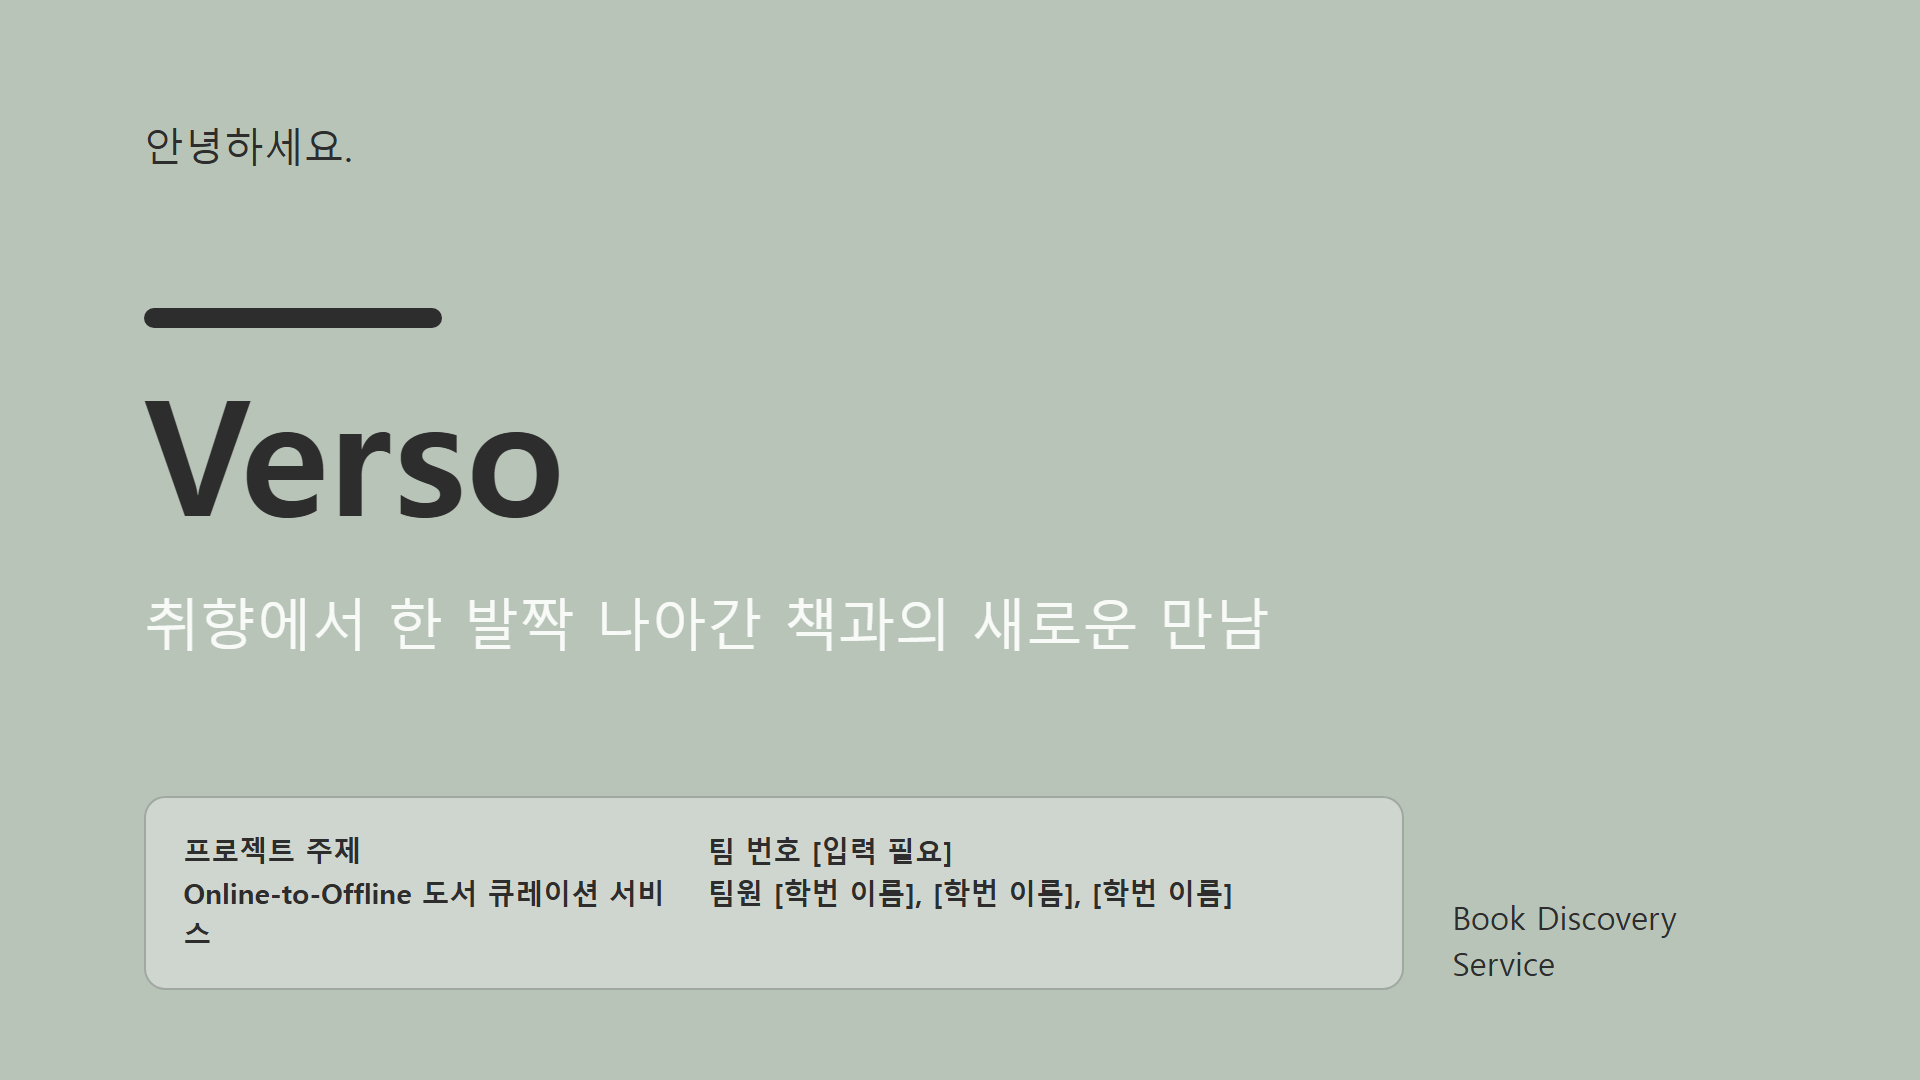 안녕하세요.
Verso
취향에서 한 발짝 나아간 책과의 새로운 만남
프로젝트 주제
Online-to-Offline 도서 큐레이션 서비
스
팀 번호 [입력 필요]
팀원 [학번 이름], [학번 이름], [학번 이름]
Book Discovery
Service